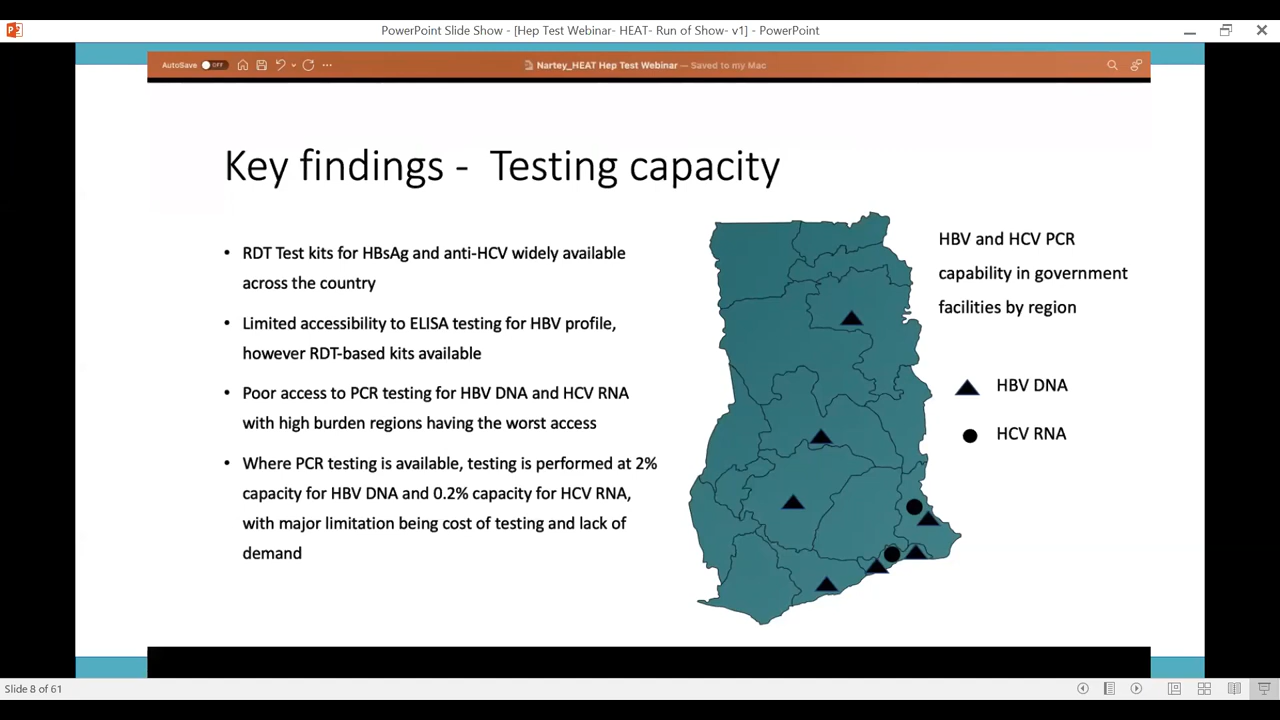 PowerPoint Slide Show - [Hep Test Webinar- HEAT- Run of Show- v1] - PowerPoint
AutoSave OFF
Nartey_HEAT Hep Test Webinar — Saved to my Mac
Key findings - Testing capacity
• RDT Test kits for HBsAg and anti-HCV widely available
across the country
• Limited accessibility to ELISA testing for HBV profile,
however RDT-based kits available
• Poor access to PCR testing for HBV DNA and HCV RNA
with high burden regions having the worst access
• Where PCR testing is available, testing is performed at 2%
capacity for HBV DNA and 0.2% capacity for HCV RNA,
with major limitation being cost of testing and lack of
demand
HBV and HCV PCR
capability in government
facilities by region
HBV DNA
HCV RNA
Slide 8 of 61